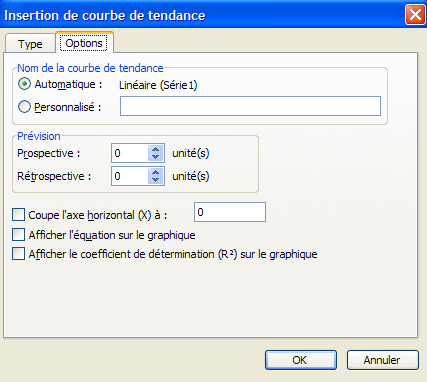 Insertion de courbe de tendance
Type Options
Nom de la courbe de tendance
Automatique : Linéaire (Série1)
Personnalisé :
Prévision
Prospective : 0 unité(s)
Rétrospective : 0 unité(s)
Coupe l'axe horizontal (X) à : 0
Afficher l'équation sur le graphique
Afficher le coefficient de détermination (R²) sur le graphique
OK Annuler